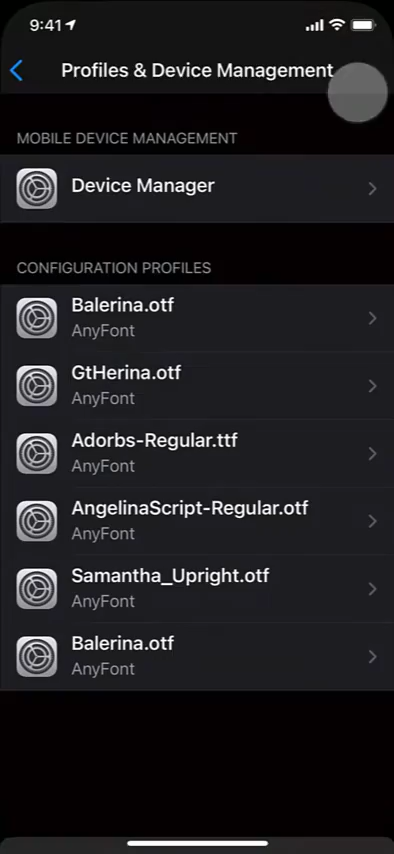 9:41
Profiles & Device Management
MOBILE DEVICE MANAGEMENT
Device Manager
CONFIGURATION PROFILES
Balerina.otf
AnyFont
GtHerina.otf
AnyFont
Adorbs-Regular.ttf
AnyFont
AngelinaScript-Regular.otf
AnyFont
Samantha_Upright.otf
AnyFont
Balerina.otf
AnyFont